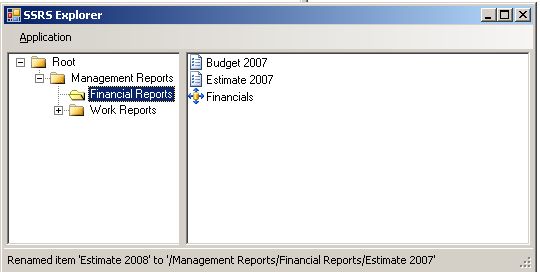 SSRS Explorer
Application
Root
Management Reports
Financial Reports
Work Reports
Budget 2007
Estimate 2007
Financials
Renamed item 'Estimate 2008' to '/Management Reports/Financial Reports/Estimate 2007'